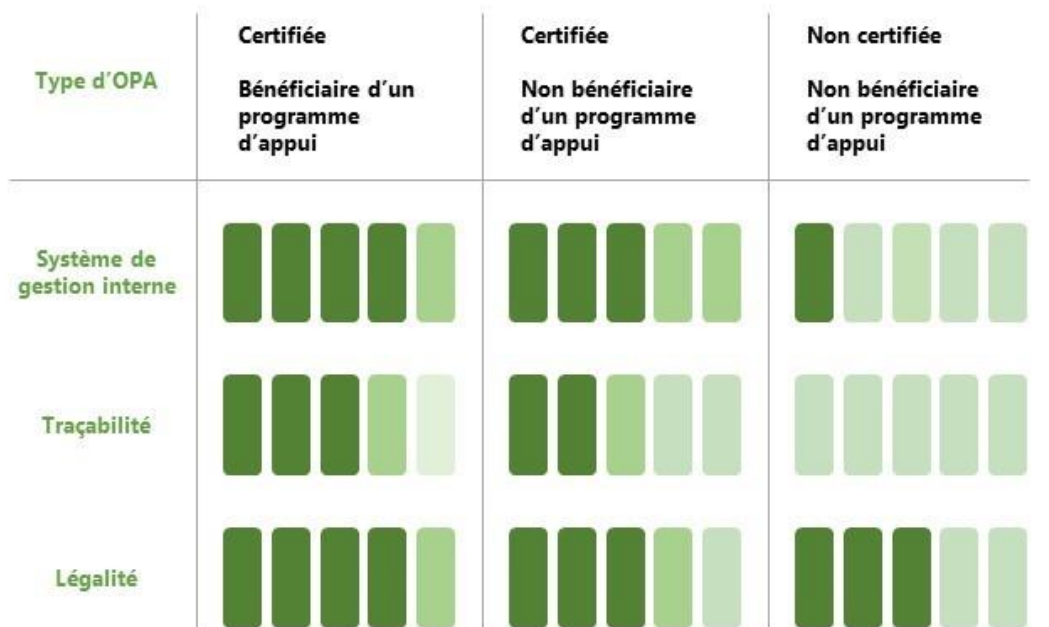 Type d'OPA
Certifiée
Bénéficiaire d'un
programme
d'appui
Certifiée
Non bénéficiaire
d'un programme
d'appui
Non certifiée
Non bénéficiaire
d'un programme
d'appui
Système de
gestion interne
Traçabilité
Légalité